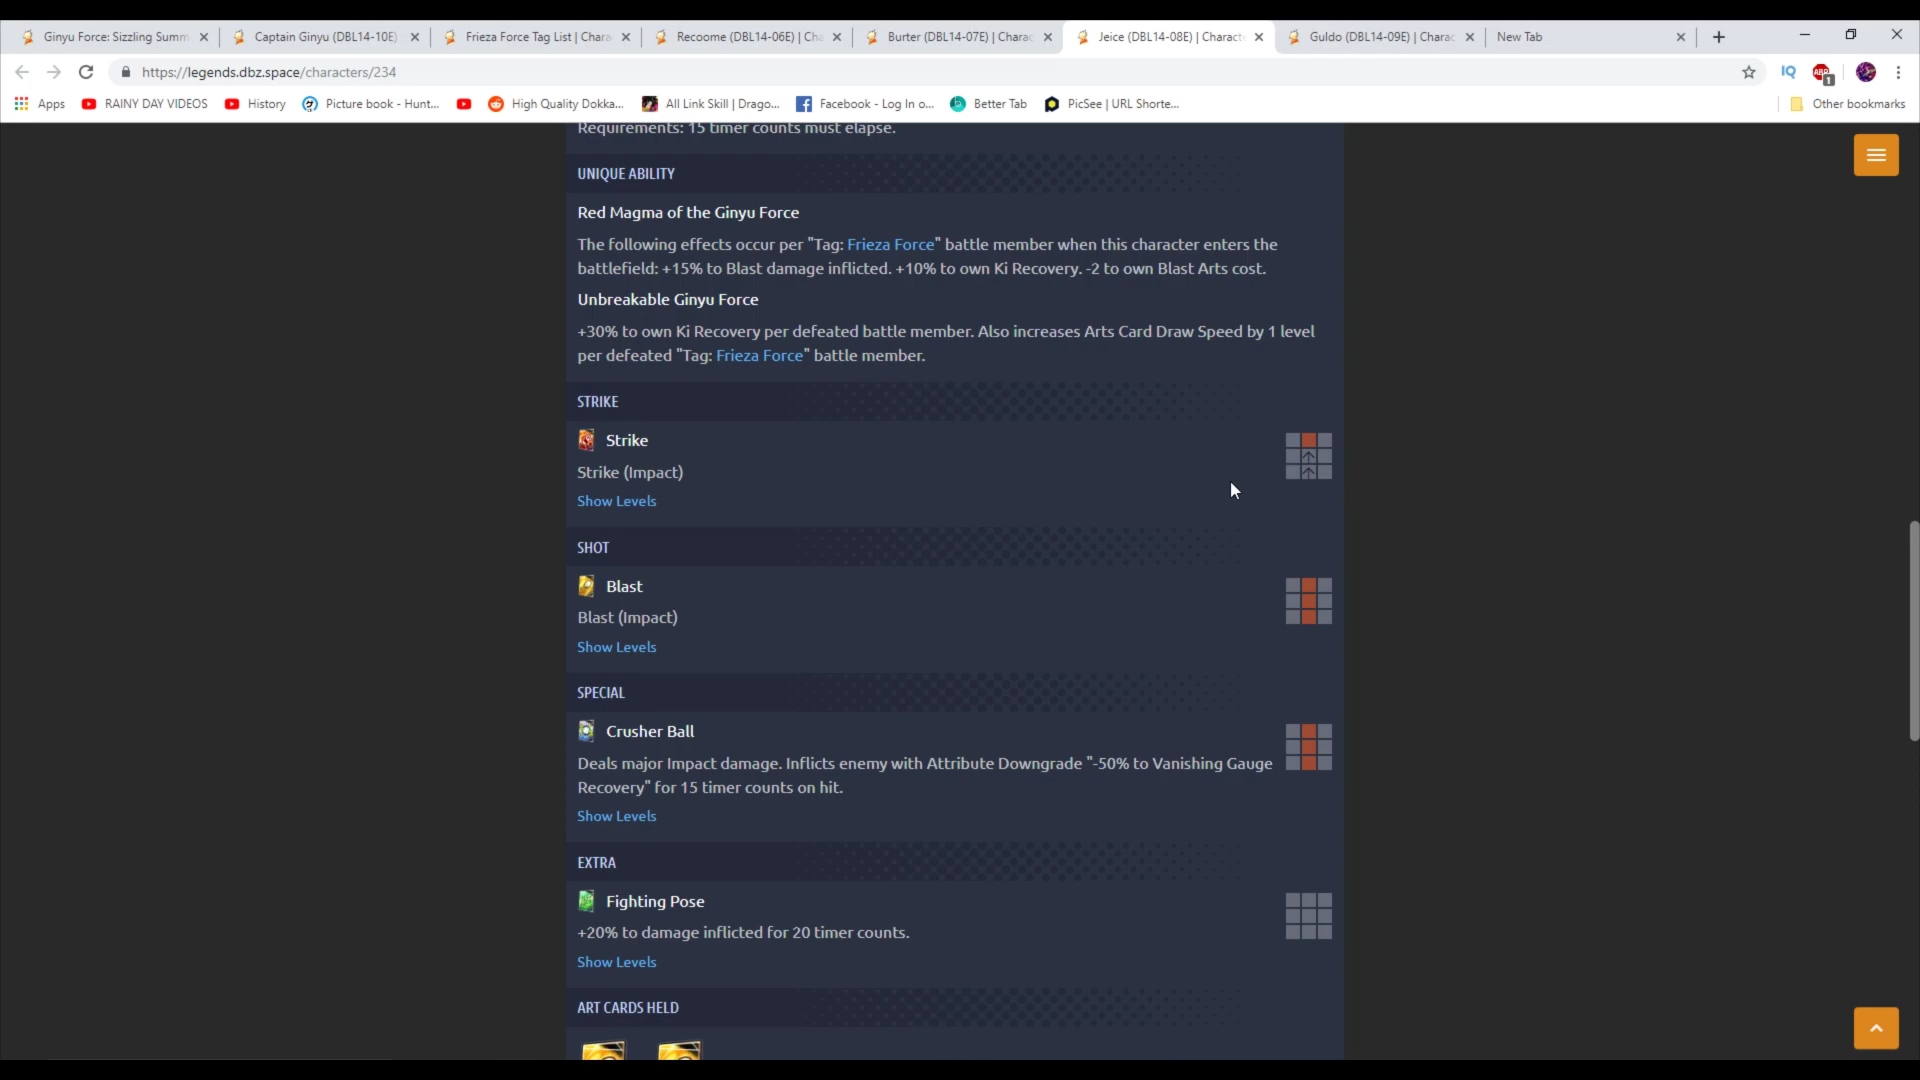 Ginyu Force: Sizzling Summ
Captain Ginyu (DBL14-10E)
Frieza Force Tag List | Chara
Recoome (DBL14-06E) | Cha
Burter (DBL14-07E) | Charac
Jeice (DBL14-08E) | Charact
Guldo (DBL14-09E) | Charac
New Tab
https://legends.dbz.space/characters/234
IQ
ABP
1
Apps
RAINY DAY VIDEOS
History
Picture book - Hunt...
High Quality Dokka...
All Link Skill | Drago...
Facebook - Log In o...
Better Tab
PicSee | URL Shorte...
Other bookmarks
Requirements: 15 timer counts must elapse.
UNIQUE ABILITY
Red Magma of the Ginyu Force
The following effects occur per "Tag: Frieza Force" battle member when this character enters the
battlefield: +15% to Blast damage inflicted. +10% to own Ki Recovery. -2 to own Blast Arts cost.
Unbreakable Ginyu Force
+30% to own Ki Recovery per defeated battle member. Also increases Arts Card Draw Speed by 1 level
per defeated "Tag: Frieza Force" battle member.
STRIKE
Strike
Strike (Impact)
Show Levels
SHOT
Blast
Blast (Impact)
Show Levels
SPECIAL
Crusher Ball
Deals major Impact damage. Inflicts enemy with Attribute Downgrade "-50% to Vanishing Gauge
Recovery" for 15 timer counts on hit.
Show Levels
EXTRA
Fighting Pose
+20% to damage inflicted for 20 timer counts.
Show Levels
ART CARDS HELD